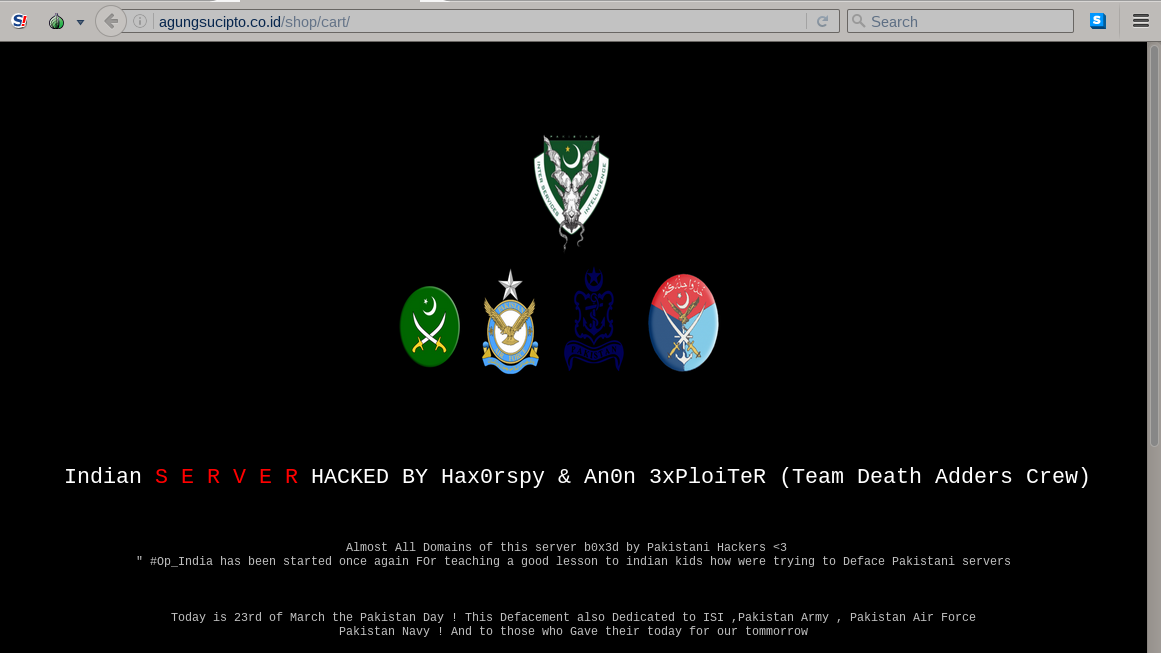 agungsucipto.co.id/shop/cart/
Search
INTER SERVICES INTELLIGENCE
Indian S E R V E R HACKED BY Hax0rspy & An0n 3xPloiTeR (Team Death Adders Crew)
Almost All Domains of this server b0x3d by Pakistani Hackers <3
" #Op_India has been started once again FOr teaching a good lesson to indian kids how were trying to Deface Pakistani servers
Today is 23rd of March the Pakistan Day ! This Defacement also Dedicated to ISI ,Pakistan Army , Pakistan Air Force
Pakistan Navy ! And to those who Gave their today for our tommorrow